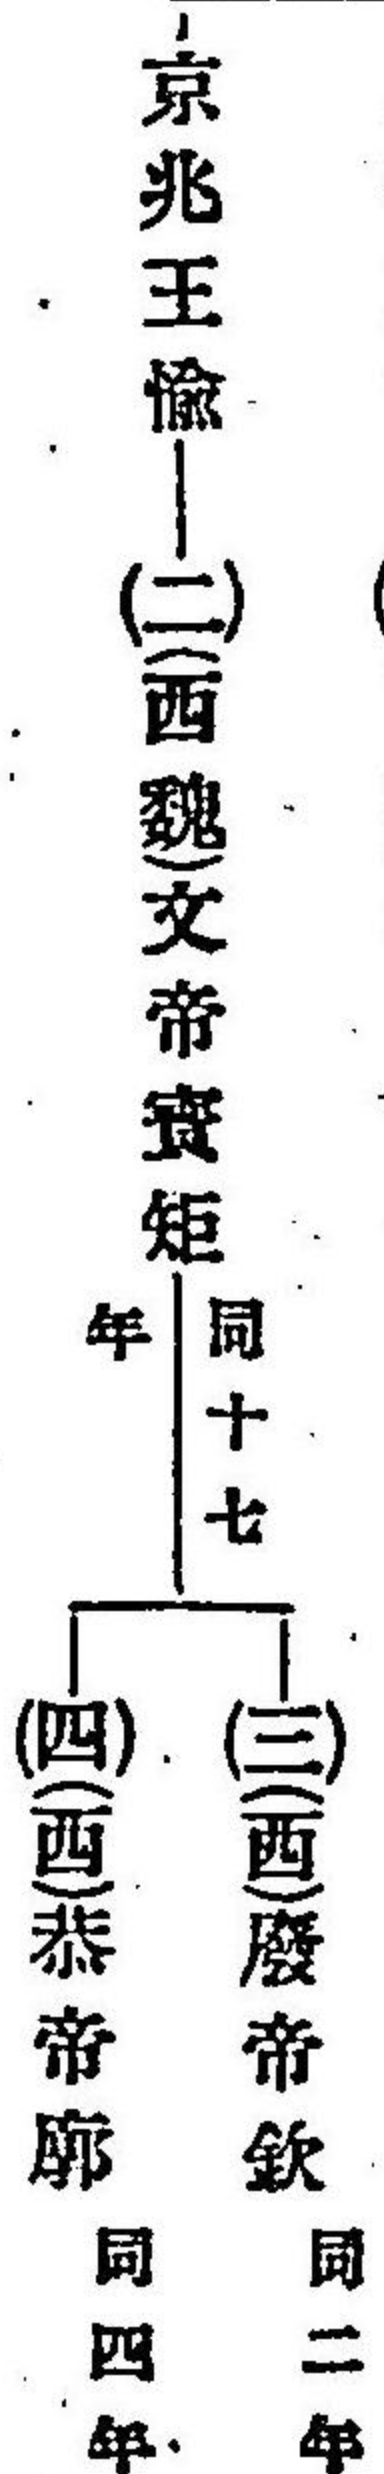 京兆王愉
(二)(西魏)文帝寶矩
同十七年
(三)(西)廢帝欽
同二年
(四)(西)恭帝廓
同四年